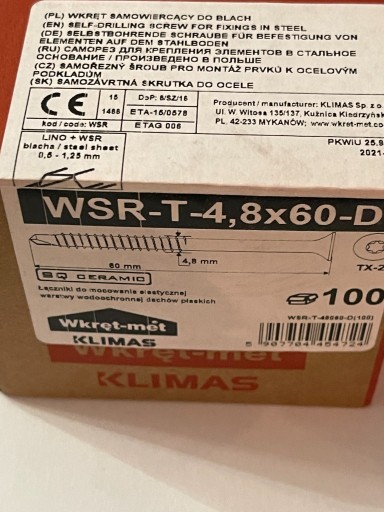 (PL) WKRĘT SAMOWIERCĄCY DO BLACH
(EN) SELF-DRILLING SCREW FOR FIXINGS IN STEEL
(DE) SELBSTBOHRENDE SCHRAUBE FÜR BEFESTIGUNG VON
ELEMENTEN AUF DEM STAHLBODEN
(RU) САМОРЕЗ ДЛЯ КРЕПЛЕНИЯ ЭЛЕМЕНТОВ В СТАЛЬНОЕ
ОСНОВАНИЕ / ПРОИЗВЕДЕНО В ПОЛЬШЕ
(CZ) SAMOŘEZNÝ ŠROUB PRO MONTÁŽ PRVKŮ K OCELOVÝM
PODKLADŮM
(SK) SAMOZÁVRTNÁ SKRUTKA DO OCELE
CE
15
1488
kod / code: WSR
DoP: 8/SZ/15
ETA-15/0578
ETAG 006
Producent / manufacturer: KLIMAS
Ul. W. Witosa 135/137, Kuźnica Kiedrzyńsk
PL. 42-233 MYKANÓW; www.wkret-met.co
LINO + WSR
blacha / steel sheet
0,5 - 1,25 mm
PKWiU 25.9
2021-
WSR-T-4,8x60-D
60 mm
4,8 mm
TX-2
SQ CERAMIC
Łączniki do mocowania elastycznej
warstwy wodoochronnej dachów płaskich
100
Wkręt-met
KLIMAS
WSR-T-48060-D(100)
5 907704 454724
Wkręt-met
KLIMAS